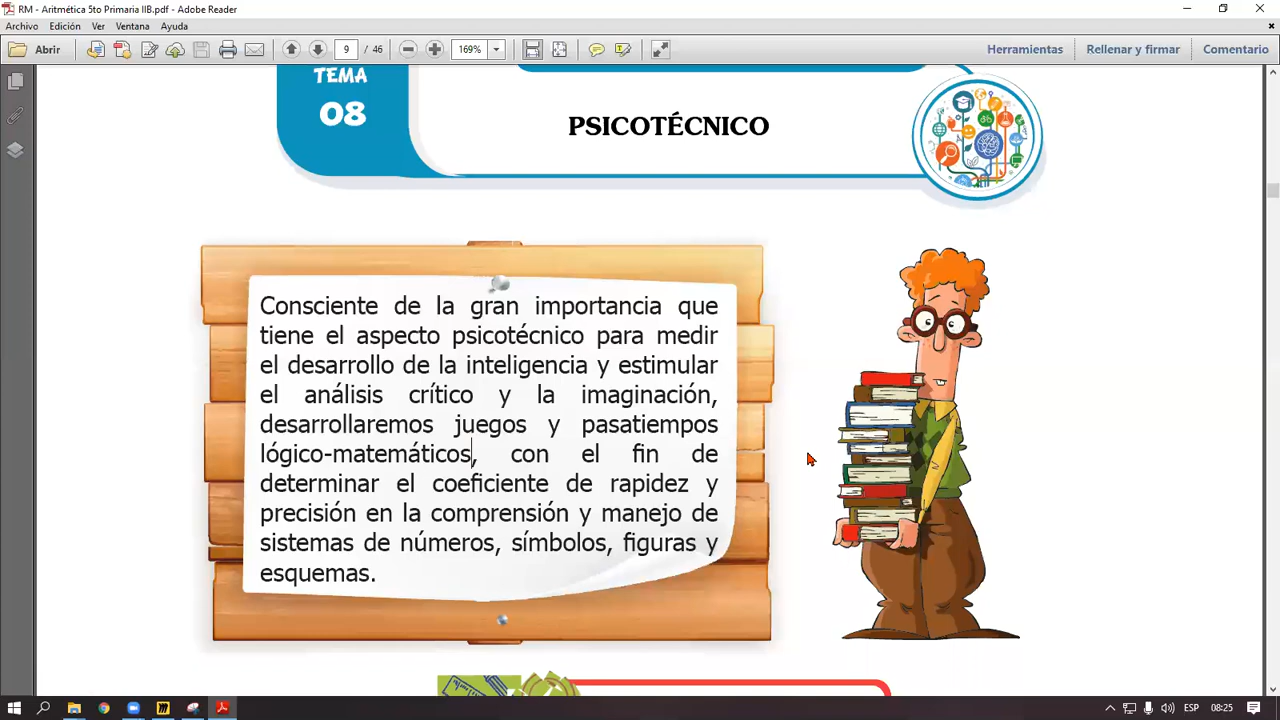 RM - Aritmética 5to Primaria IIB.pdf - Adobe Reader
Archivo Edición Ver Ventana Ayuda
Abrir 9 / 46 169% Herramientas Rellenar y firmar Comentario
TEMA
08
PSICOTÉCNICO
Consciente de la gran importancia que
tiene el aspecto psicotécnico para medir
el desarrollo de la inteligencia y estimular
el análisis crítico y la imaginación,
desarrollaremos juegos y pasatiempos
lógico-matemáticos, con el fin de
determinar el coeficiente de rapidez y
precisión en la comprensión y manejo de
sistemas de números, símbolos, figuras y
esquemas.
ESP 08:25